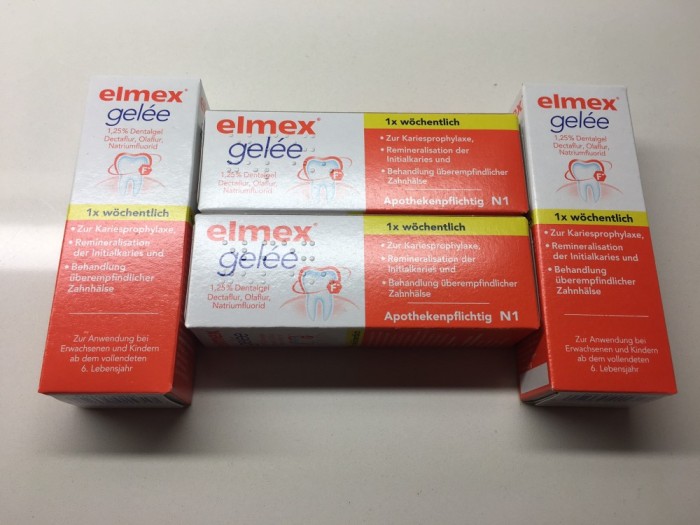 elmex®
gelée
1,25% Dentalgel
Dectaflur, Olaflur,
Natriumfluorid
F-
1x wöchentlich
• Zur Kariesprophylaxe,
• Remineralisation
der Initialkaries und
• Behandlung
überempfindlicher
Zahnhälse
Zur Anwendung bei
Erwachsenen und Kindern
ab dem vollendeten
6. Lebensjahr
elmex®
gelée
1,25% Dentalgel
Dectaflur, Olaflur,
Natriumfluorid
F-
1x wöchentlich
• Zur Kariesprophylaxe,
• Remineralisation der
Initialkaries und
• Behandlung überempfindlicher
Zahnhälse
Apothekenpflichtig N1
elmex®
gelée
1,25% Dentalgel
Dectaflur, Olaflur,
Natriumfluorid
F-
1x wöchentlich
• Zur Kariesprophylaxe,
• Remineralisation der
Initialkaries und
• Behandlung überempfindlicher
Zahnhälse
Apothekenpflichtig N1
elmex®
gelée
1,25% Dentalgel
Dectaflur, Olaflur,
Natriumfluorid
F-
1x wöchentlich
• Zur Kariesprophylaxe,
• Remineralisation
der Initialkaries und
• Behandlung
überempfindlicher
Zahnhälse
Zur Anwendung bei
Erwachsenen und Kindern
ab dem vollendeten
6. Lebensjahr